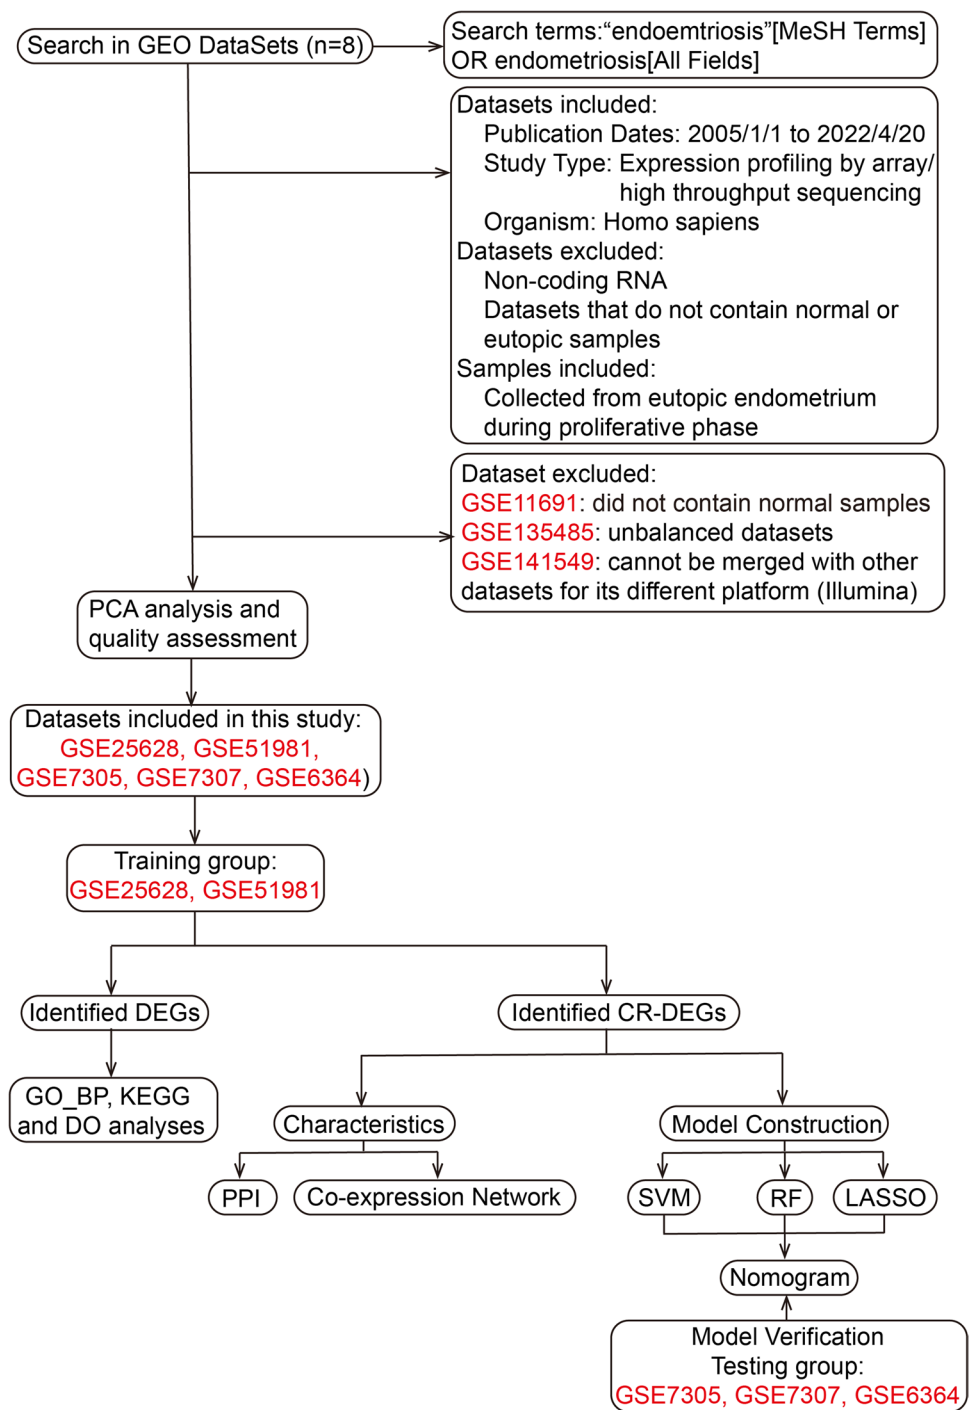 Search in GEO DataSets (n=8)
Search terms:“endoemtriosis”[MeSH Terms]
OR endometriosis[All Fields]
Datasets included:
Publication Dates: 2005/1/1 to 2022/4/20
Study Type: Expression profiling by array/
high throughput sequencing
Organism: Homo sapiens
Datasets excluded:
Non-coding RNA
Datasets that do not contain normal or
eutopic samples
Samples included:
Collected from eutopic endometrium
during proliferative phase
Dataset excluded:
GSE11691: did not contain normal samples
GSE135485: unbalanced datasets
GSE141549: cannot be merged with other
datasets for its different platform (Illumina)
PCA analysis and
quality assessment
Datasets included in this study:
GSE25628, GSE51981,
GSE7305, GSE7307, GSE6364)
Training group:
GSE25628, GSE51981
Identified DEGs
Identified CR-DEGs
GO_BP, KEGG
and DO analyses
Characteristics
Model Construction
PPI
Co-expression Network
SVM
RF
LASSO
Nomogram
Model Verification
Testing group:
GSE7305, GSE7307, GSE6364